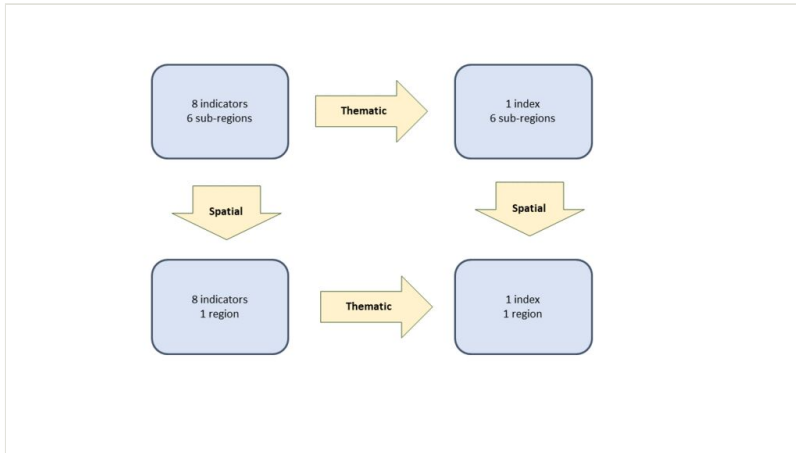 8 indicators
6 sub-regions
Thematic
1 index
6 sub-regions
Spatial
Spatial
8 indicators
1 region
Thematic
1 index
1 region